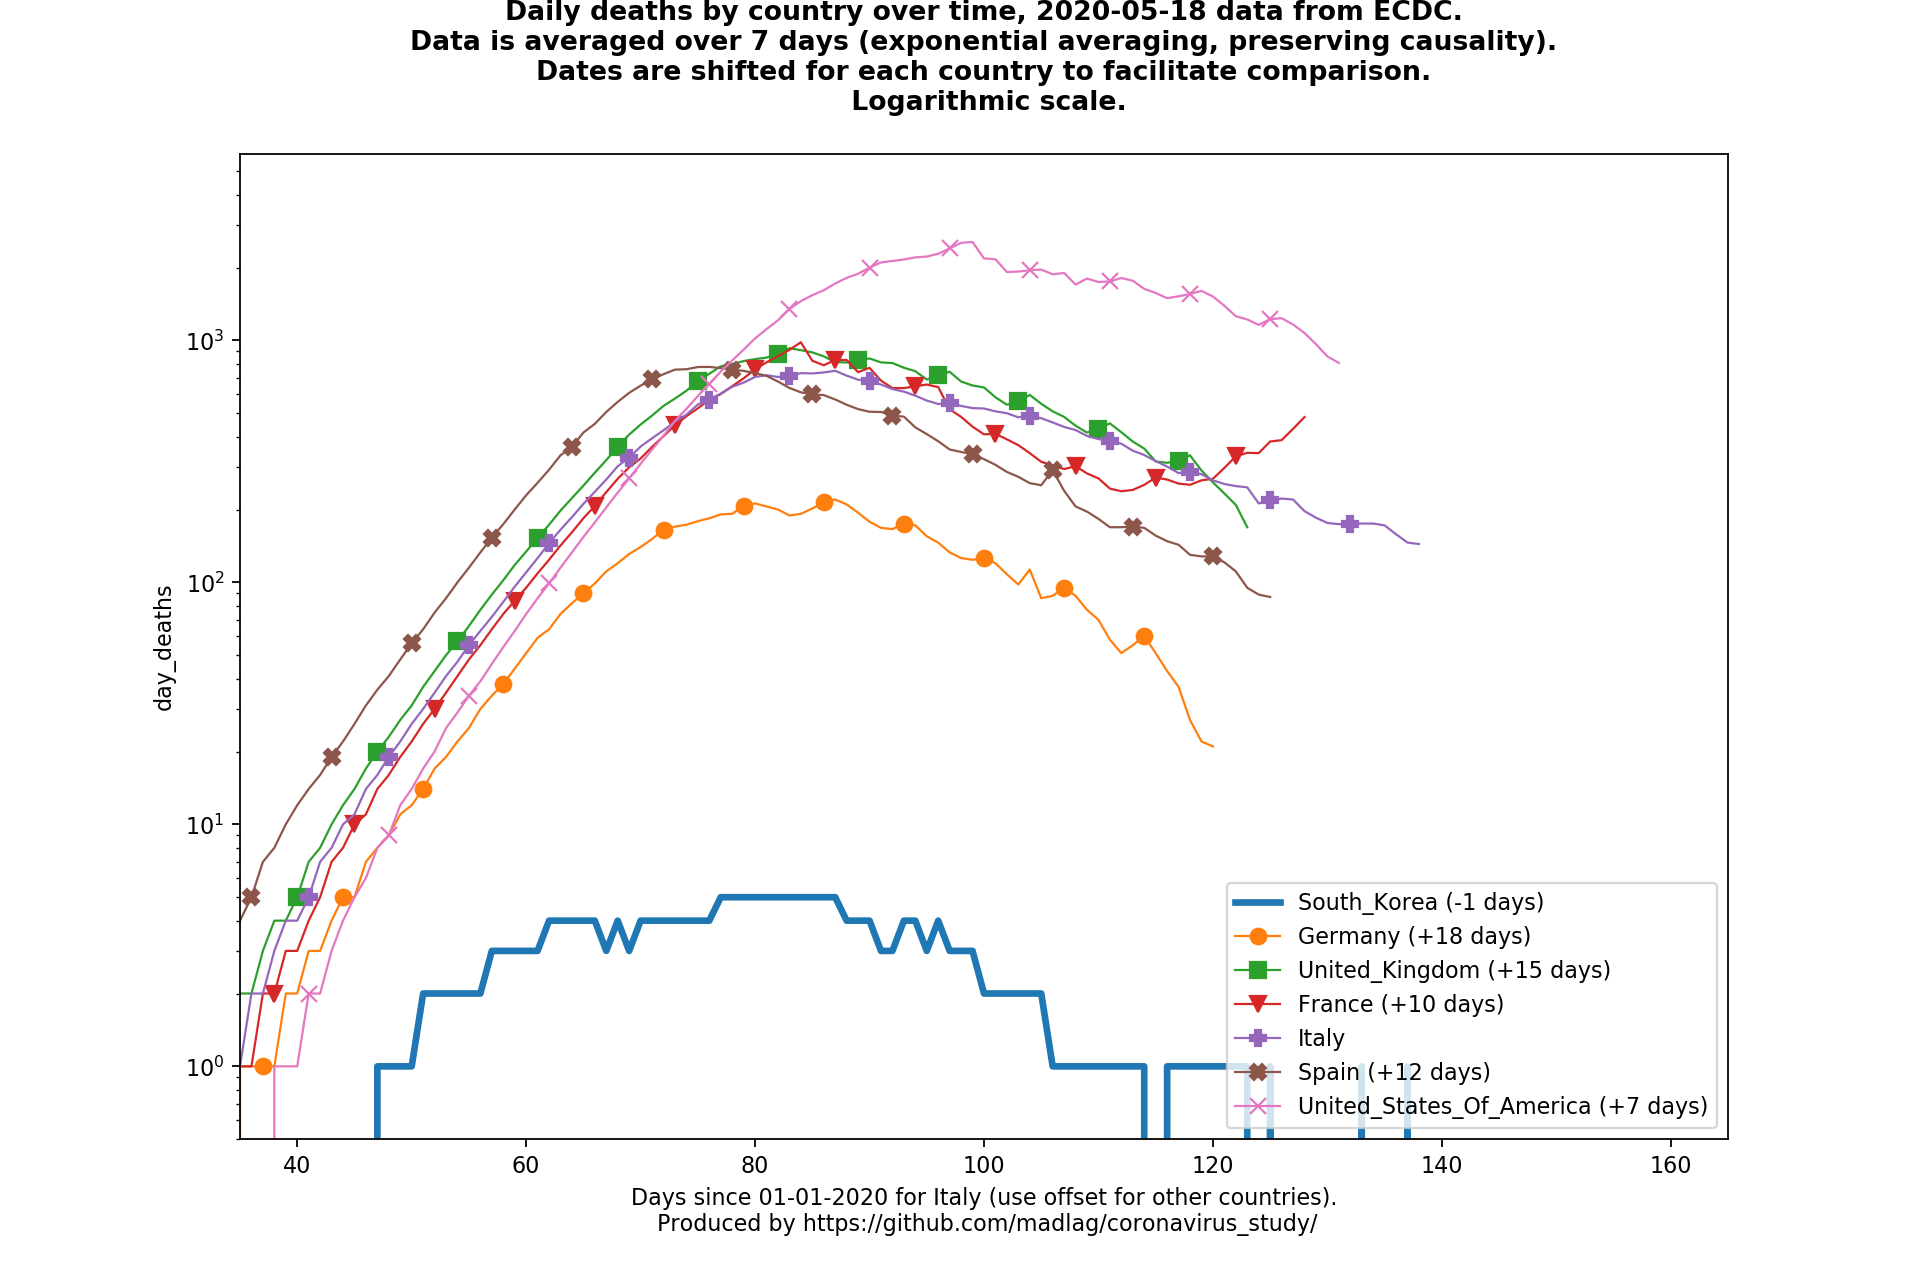 Daily deaths by country over time, 2020-05-18 data from ECDC.
Data is averaged over 7 days (exponential averaging, preserving causality).
Dates are shifted for each country to facilitate comparison.
Logarithmic scale.
10³
10²
10¹
10⁰
day_deaths
South_Korea (-1 days)
Germany (+18 days)
United_Kingdom (+15 days)
France (+10 days)
Italy
Spain (+12 days)
United_States_Of_America (+7 days)
40 60 80 100 120 140 160
Days since 01-01-2020 for Italy (use offset for other countries).
Produced by https://github.com/madlag/coronavirus_study/